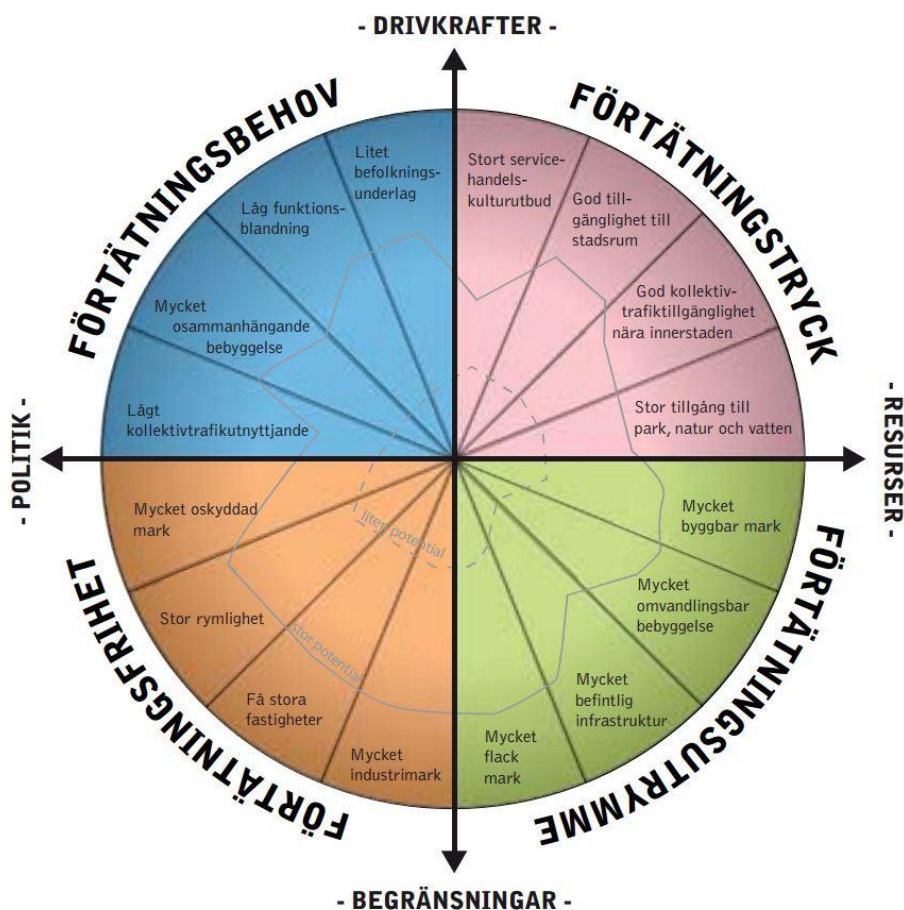 - DRIVKRAFTER -
FÖRTÄTNINGSBEHOV
FÖRTÄTNINGSTRYCK
Litet
befolknings-
underlag
Låg funktions-
blandning
Mycket
osammanhängande
bebyggelse
Lågt
kollektivtrafikutnyttjande
Stort service-
handels-
kulturutbud
God till-
gänglighet till
stadsrum
God kollektiv-
trafiktillgänglighet
nära innerstaden
Stor tillgång till
park, natur och vatten
- POLITIK -
- RESURSER -
Mycket oskyddad
mark
Stor rymlighet
Få stora
fastigheter
Mycket
industrimark
liten potential
stor potential
Mycket
byggbar mark
Mycket
omvandlingsbar
bebyggelse
Mycket
befintlig
infrastruktur
Mycket
flack
mark
FÖRTÄTNINGSFRIHET
FÖRTÄTNINGSUTRYMME
- BEGRÄNSNINGAR -